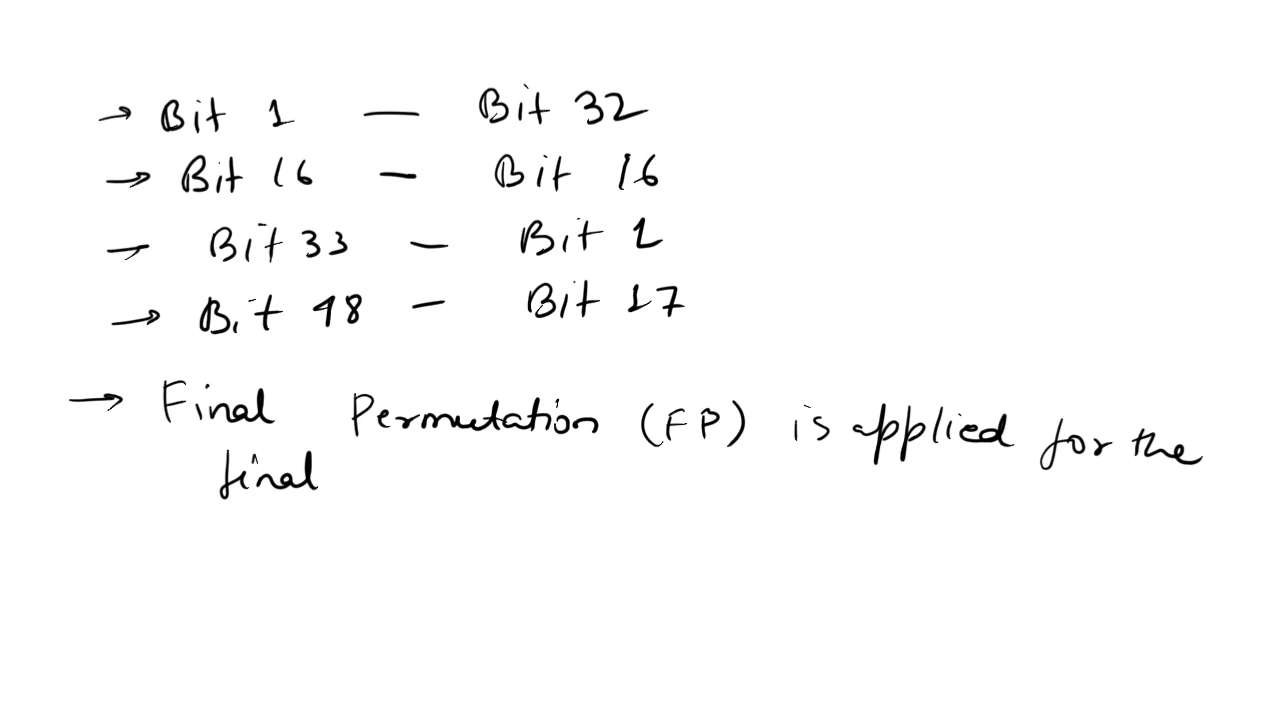 → Bit 1 — Bit 32
→ Bit 16 – Bit 16
→ Bit 33 – Bit 1
→ Bit 48 – Bit 17
→ Final Permutation (FP) is applied for the
final